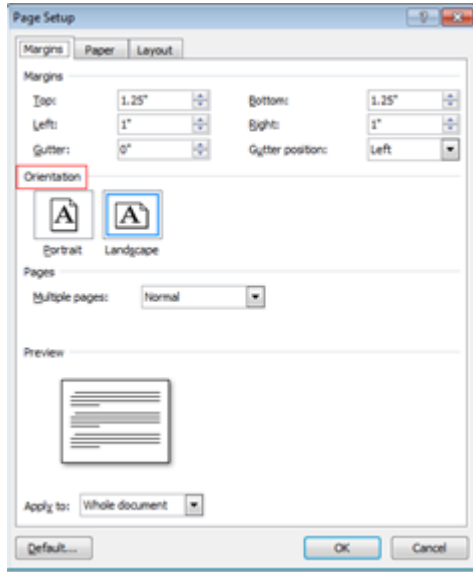 Page Setup
Margins Paper Layout
Margins
Top: 1.25" Bottom: 1.25"
Left: 1" Right: 1"
Gutter: 0" Gutter position: Left
Orientation
A A
Portrait Landscape
Pages
Multiple pages: Normal
Preview
Apply to: Whole document
Default... OK Cancel